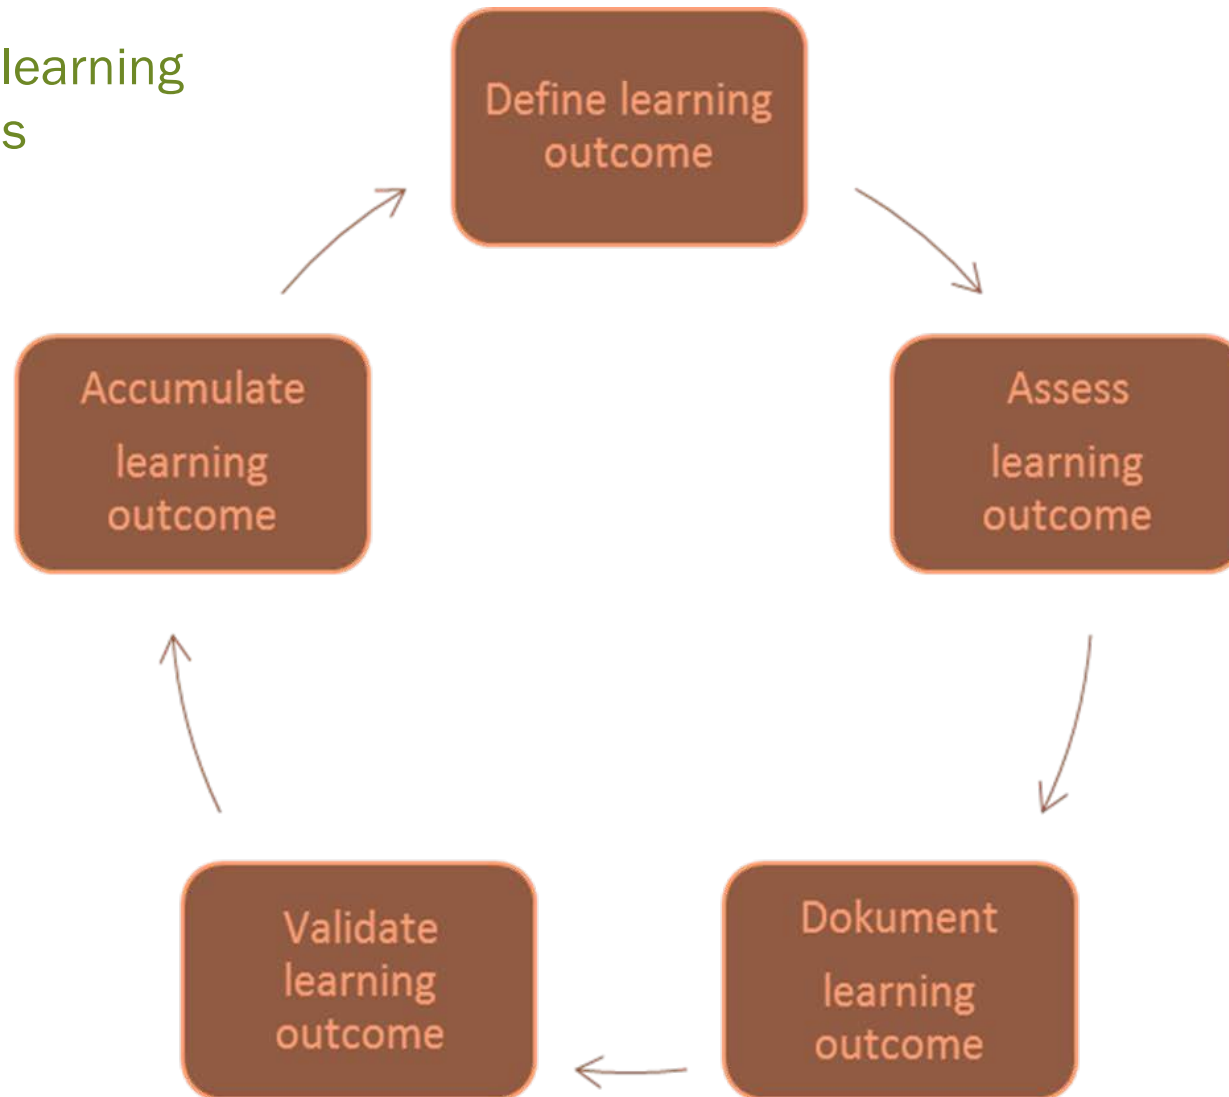 learning
s
Define learning
outcome
Accumulate
learning
outcome
Assess
learning
outcome
Validate
learning
outcome
Dokument
learning
outcome